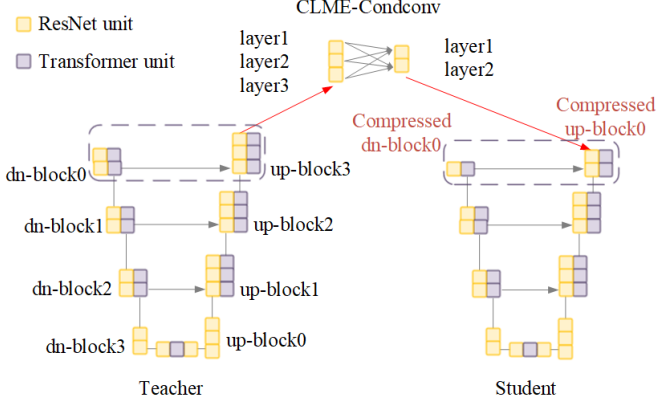 CLME-Condconv
ResNet unit
Transformer unit
layer1
layer2
layer3
layer1
layer2
Compressed
dn-block0
Compressed
up-block0
dn-block0
up-block3
dn-block1
up-block2
dn-block2
up-block1
dn-block3
up-block0
Teacher
Student